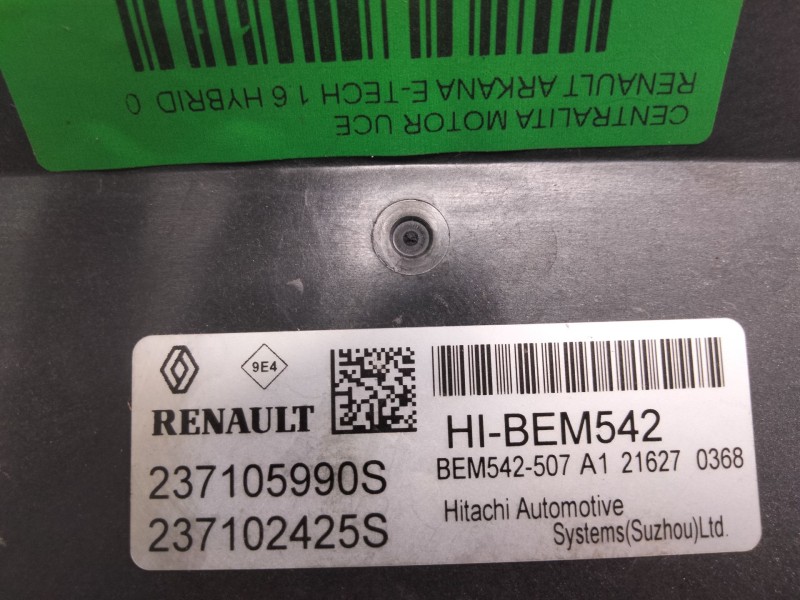 CENTRALITA MOTOR UCE
RENAULT ARKANA E-TECH 1 6 HYBRID 0
9E4
RENAULT
237105990S
237102425S
HI-BEM542
BEM542-507 A1 21627 0368
Hitachi Automotive
Systems(Suzhou)Ltd.